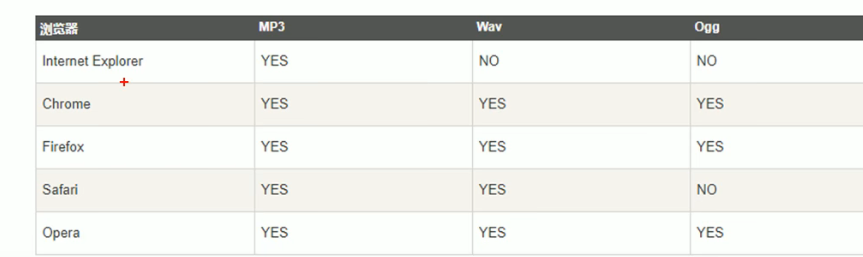 浏览器 MP3 Wav Ogg
Internet Explorer YES NO NO
Chrome YES YES YES
Firefox YES YES YES
Safari YES YES NO
Opera YES YES YES